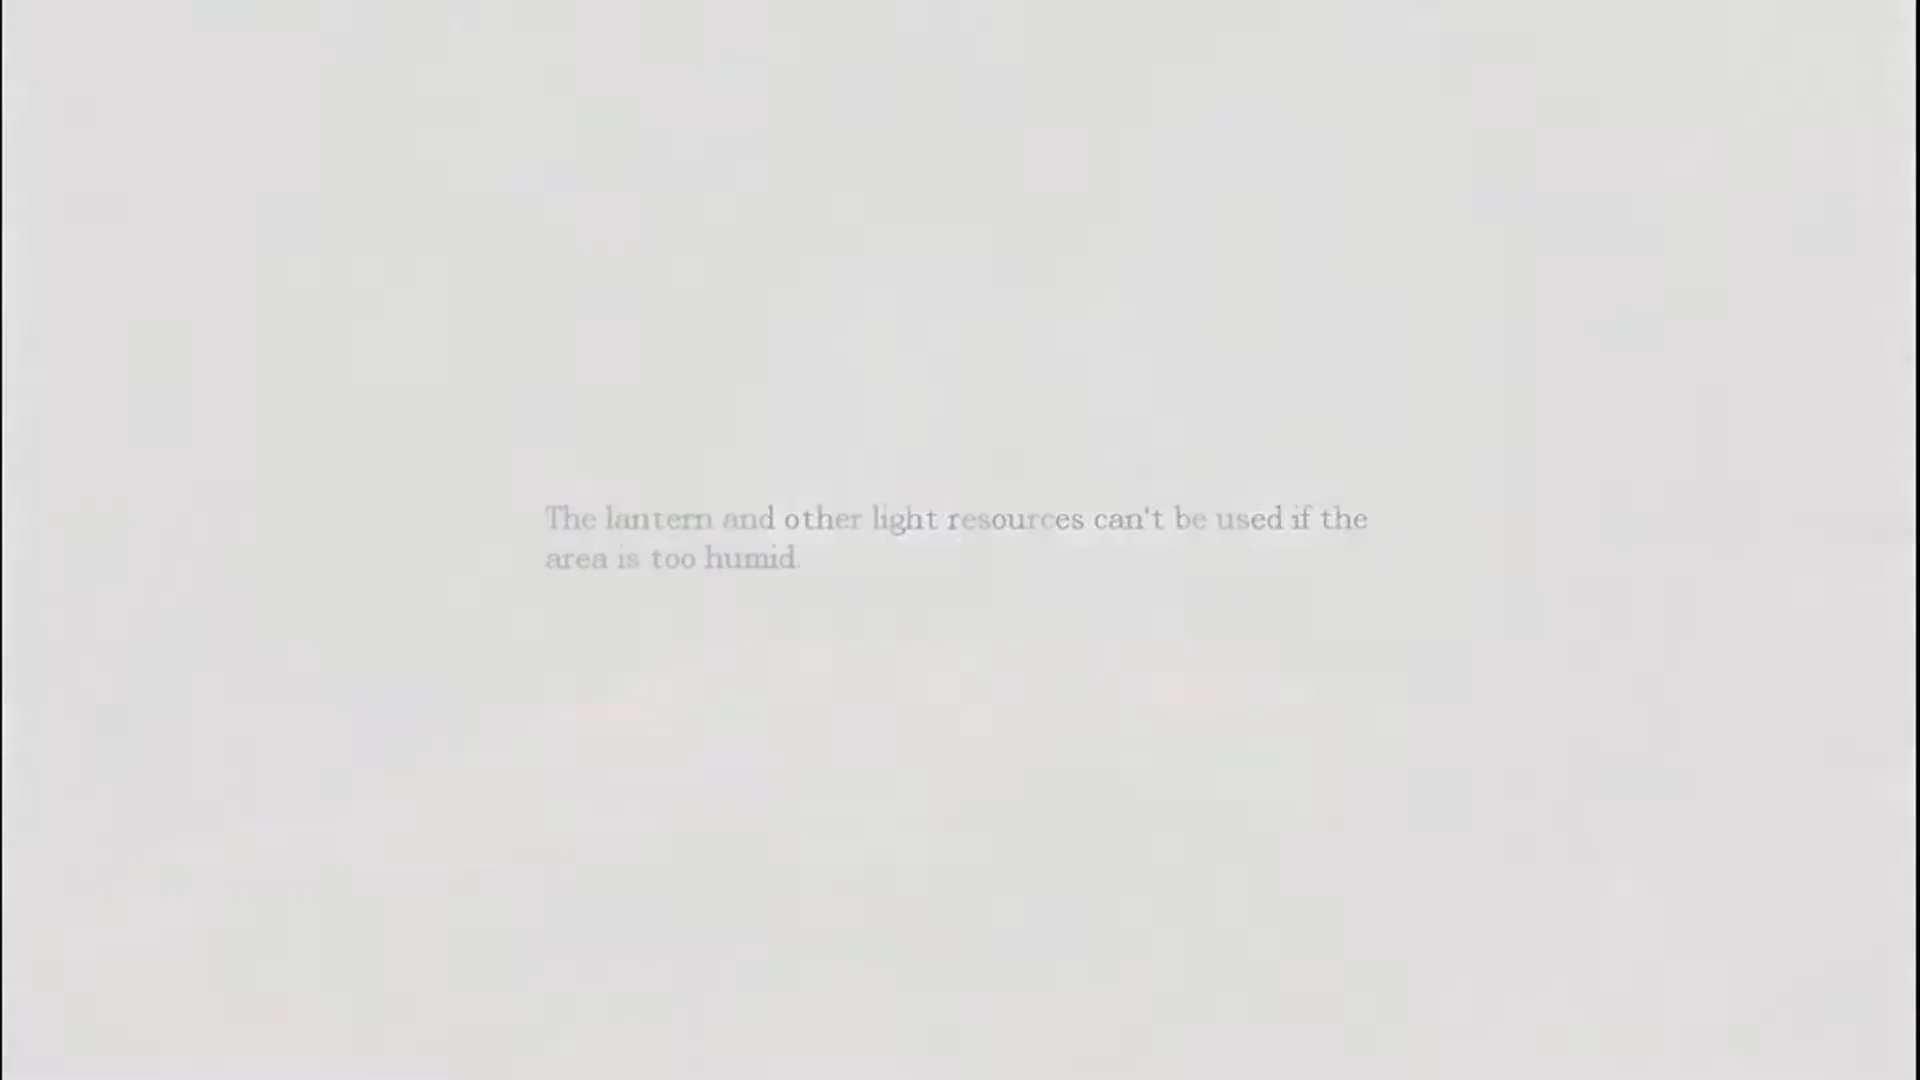 The lantern and other light resources can't be used if the
area is too humid.